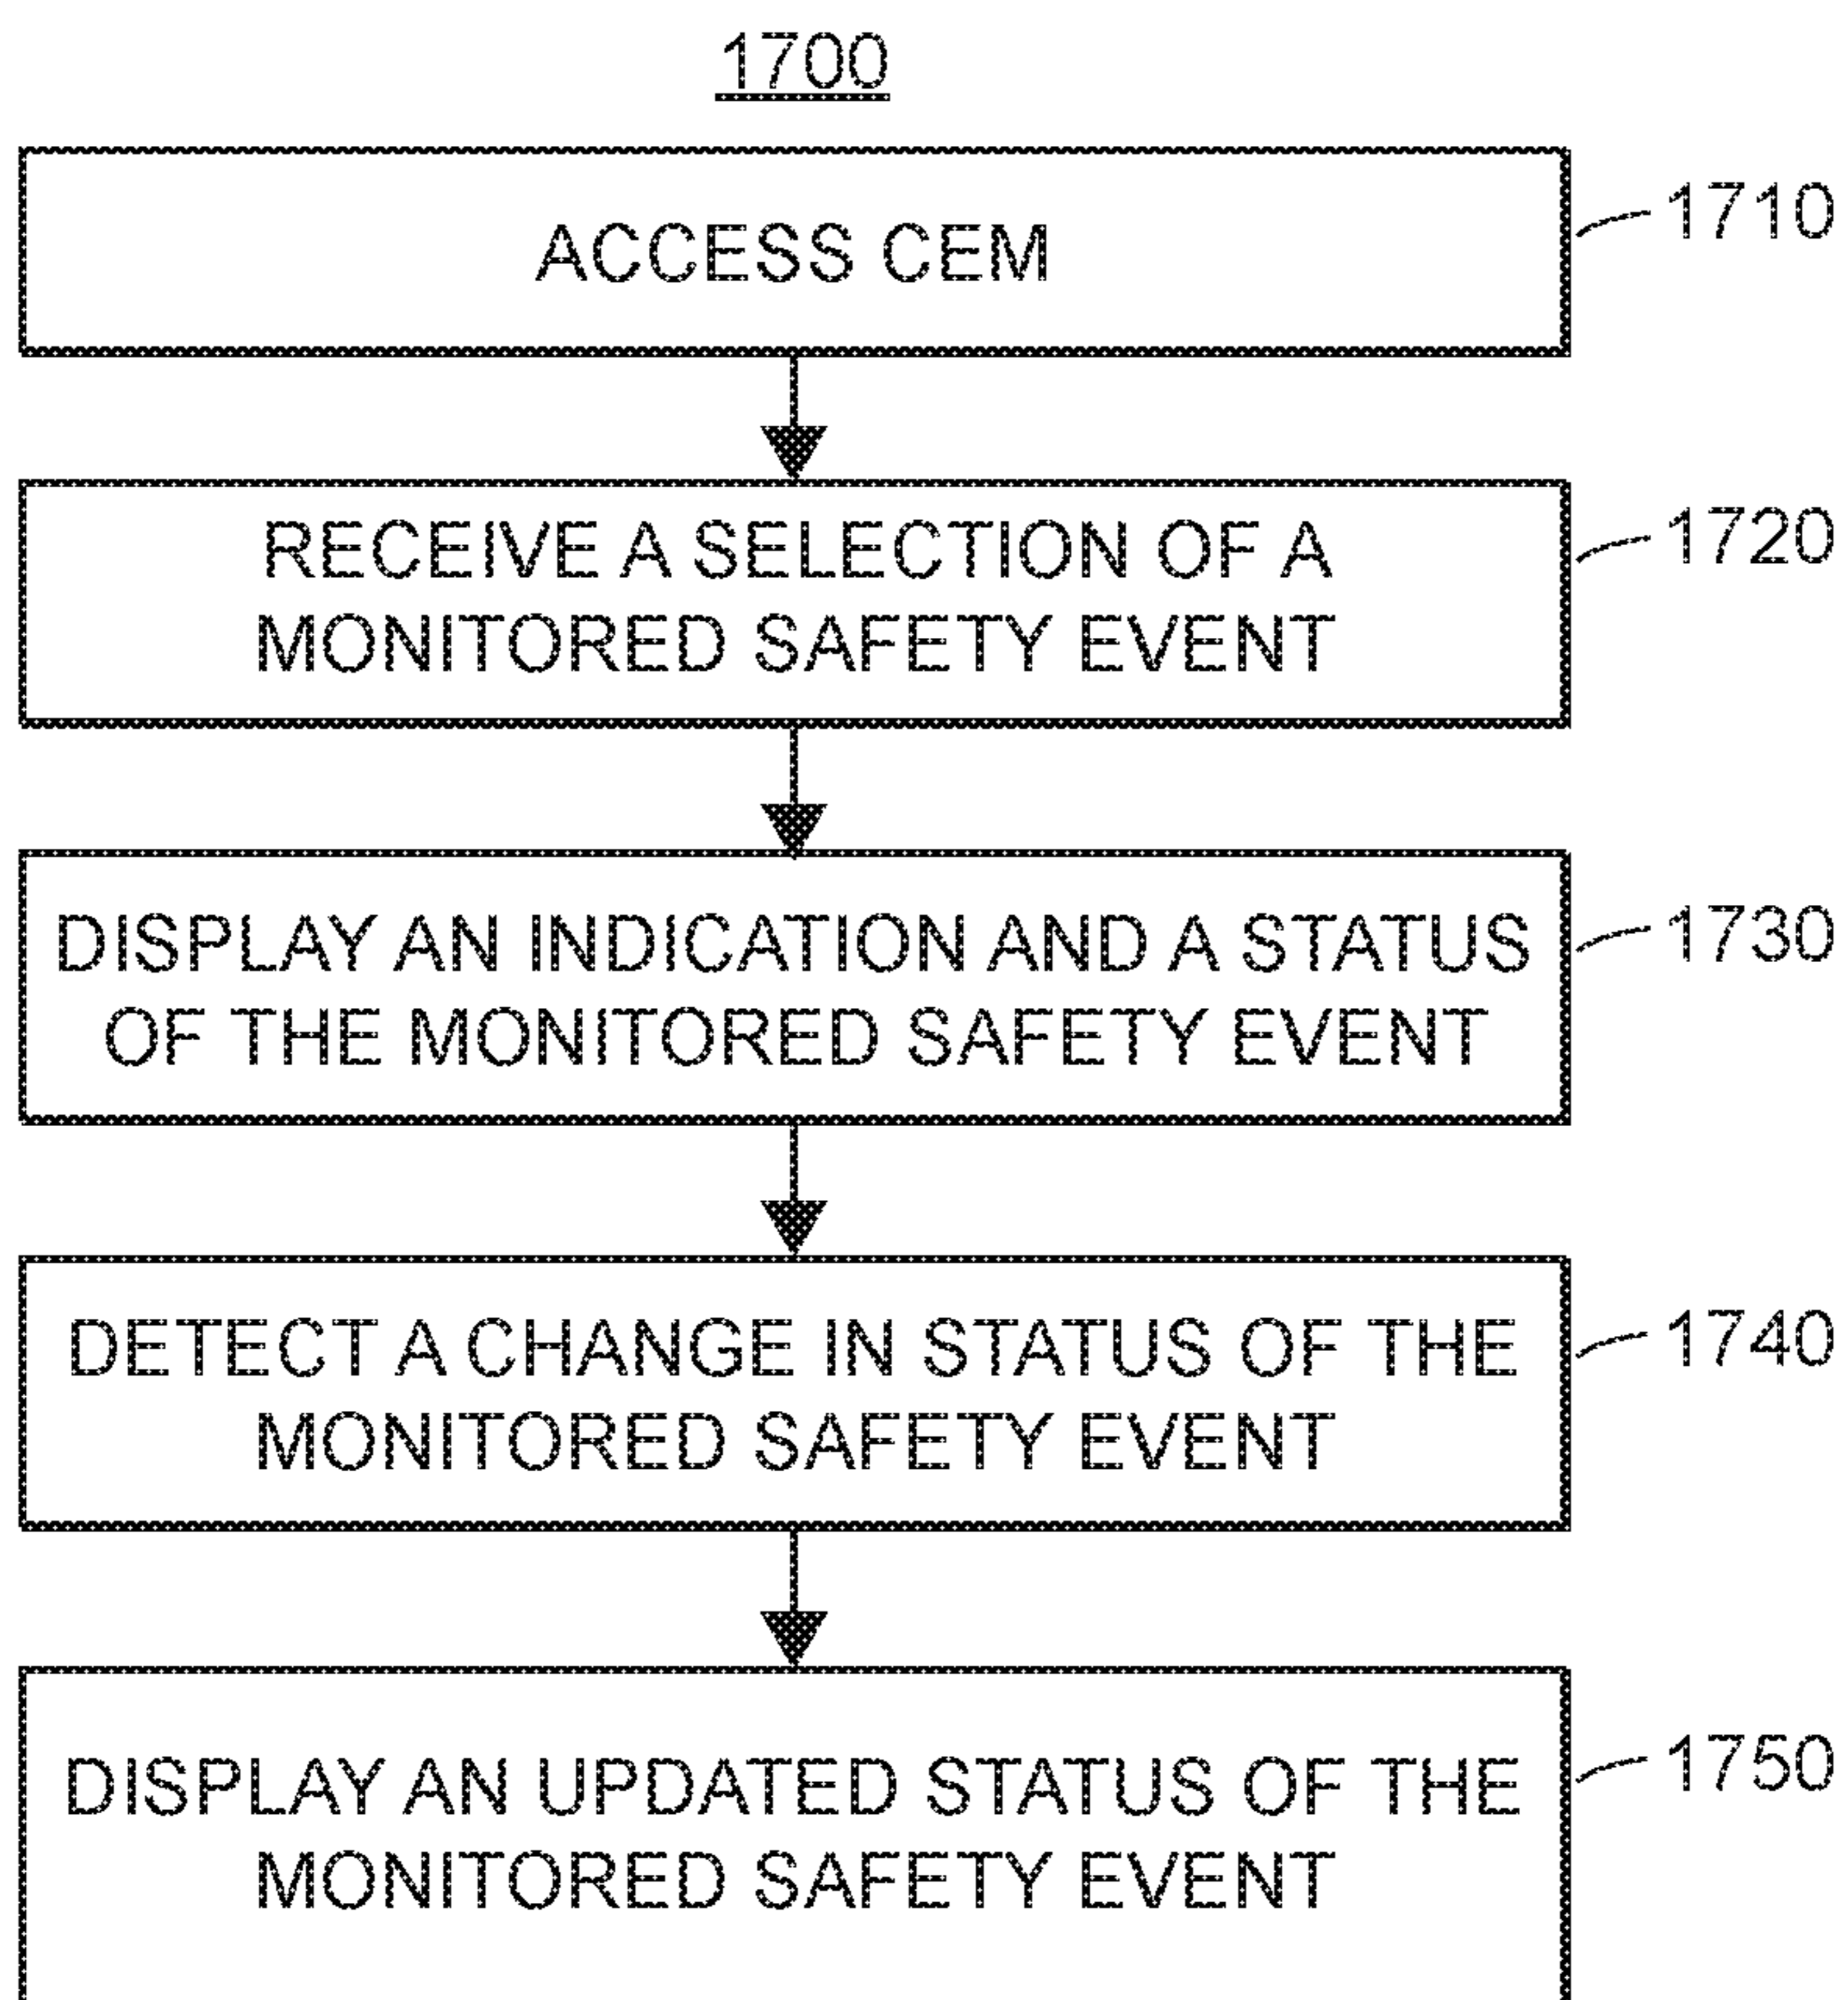 1700
ACCESS CEM
1710
RECEIVE A SELECTION OF A
MONITORED SAFETY EVENT
1720
DISPLAY AN INDICATION AND A STATUS
OF THE MONITORED SAFETY EVENT
1730
DETECT A CHANGE IN STATUS OF THE
MONITORED SAFETY EVENT
1740
DISPLAY AN UPDATED STATUS OF THE
MONITORED SAFETY EVENT
1750